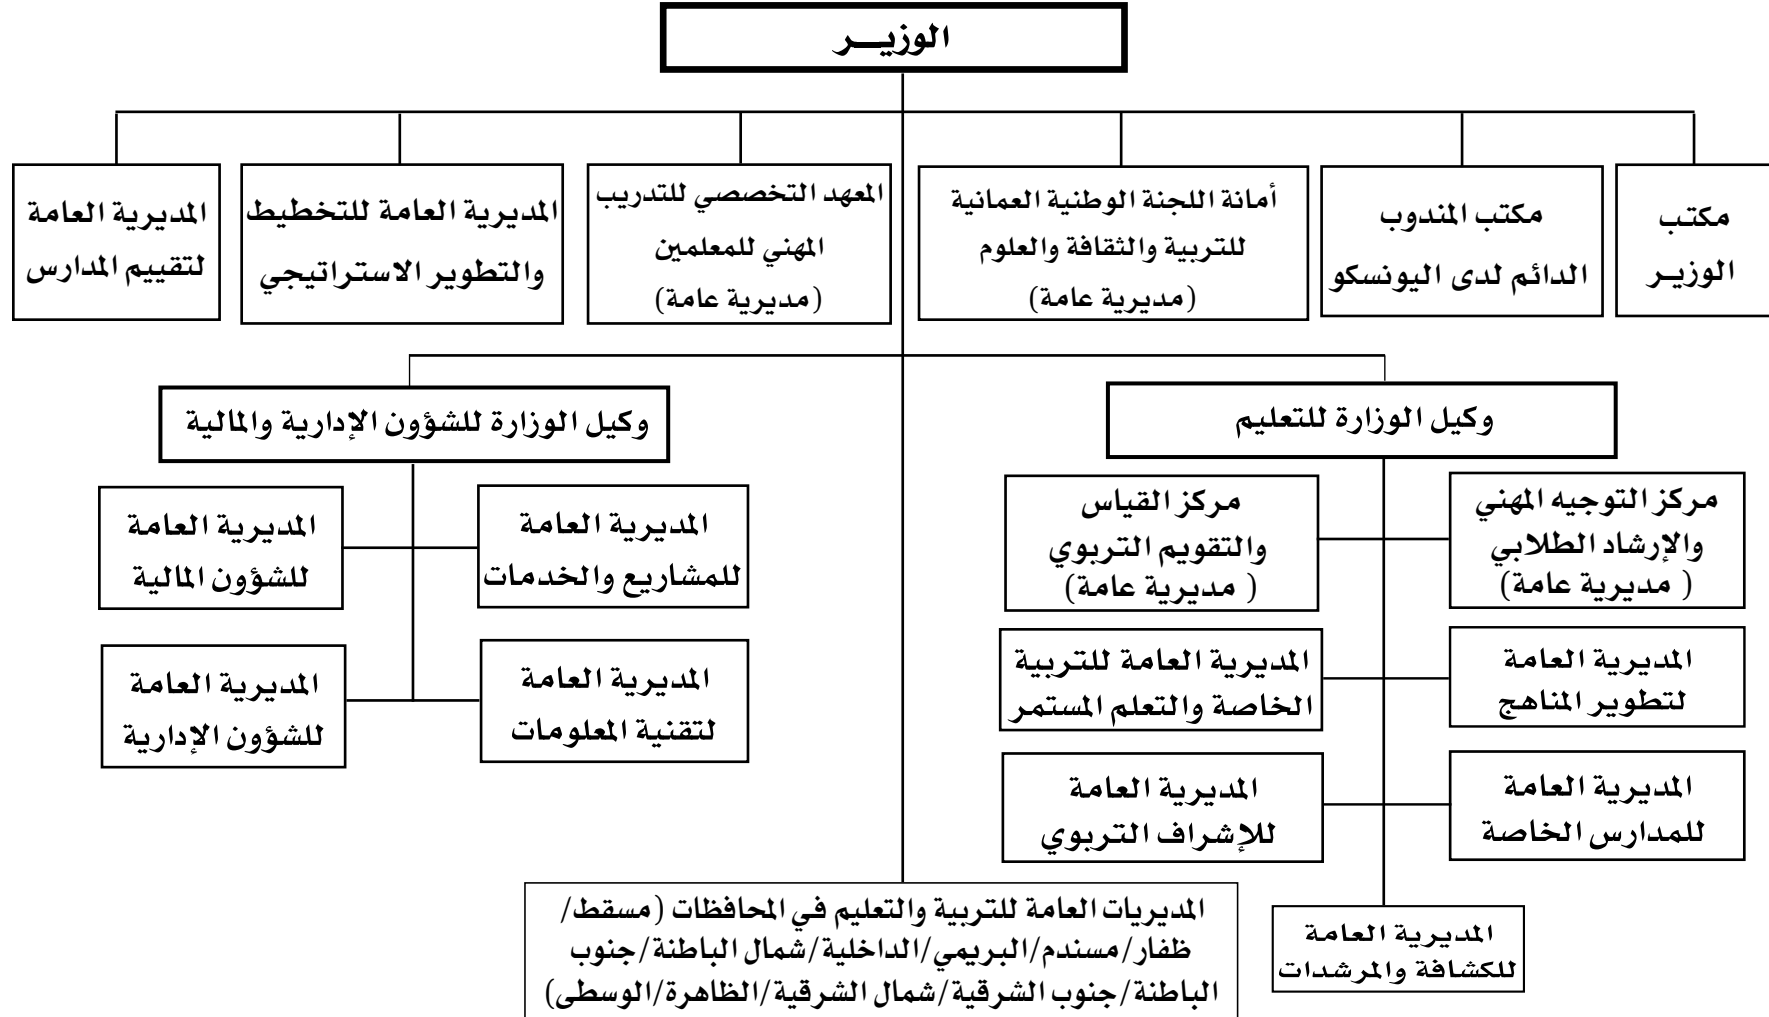 الوزيـــر
مكتب
الوزيـر
مكتب المندوب
الدائم لدى اليونسكو
أمانة اللجنة الوطنية العمانية
للتربية والثقافة والعلوم
(مديرية عامة)
المعهد التخصصي للتدريب
المهني للمعلمين
(مديرية عامة)
المديرية العامة للتخطيط
والتطوير الاستراتيجي
المديرية العامة
لتقييم المدارس
وكيل الوزارة للتعليم
مركز التوجيه المهني
والإرشاد الطلابي
( مديرية عامة)
مركز القياس
والتقويم التربوي
( مديرية عامة)
المديرية العامة
لتطوير المناهج
المديرية العامة للتربية
الخاصة والتعلم المستمر
المديرية العامة
للمدارس الخاصة
المديرية العامة
للإشراف التربوي
المديرية العامة
للكشافة والمرشدات
وكيل الوزارة للشؤون الإدارية والمالية
المديرية العامة
للمشاريع والخدمات
المديرية العامة
للشؤون المالية
المديرية العامة
لتقنية المعلومات
المديرية العامة
للشؤون الإدارية
المديريات العامة للتربية والتعليم في المحافظات (مسقط/
ظفار/مسندم/البريمي/الداخلية/شمال الباطنة/جنوب
الباطنة/جنوب الشرقية/شمال الشرقية/الظاهرة/الوسطى)